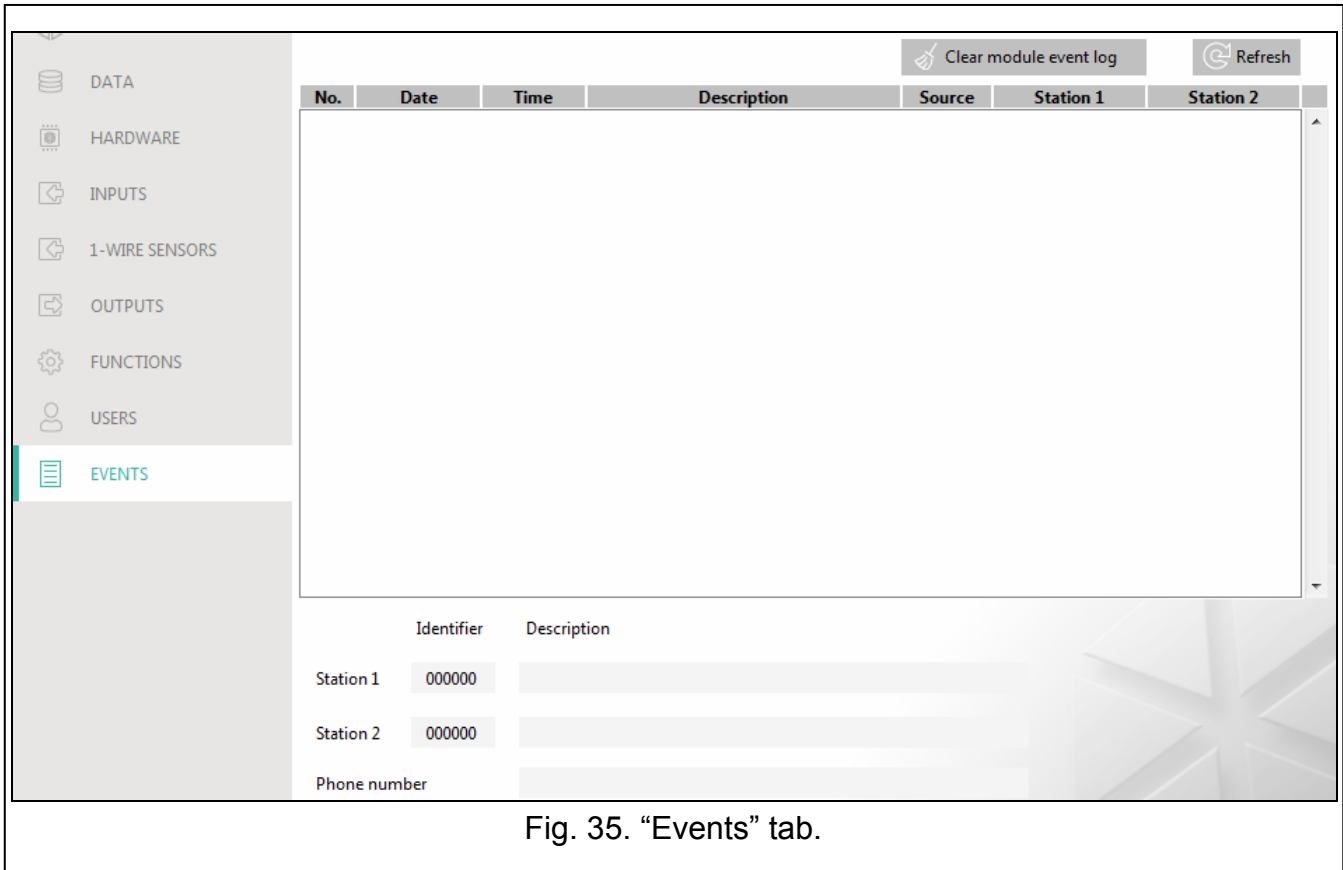 Clear module event log
Refresh
DATA
No. Date Time Description Source Station 1 Station 2
HARDWARE
INPUTS
1-WIRE SENSORS
OUTPUTS
FUNCTIONS
USERS
EVENTS
Identifier Description
Station 1 000000
Station 2 000000
Phone number
Fig. 35. “Events” tab.